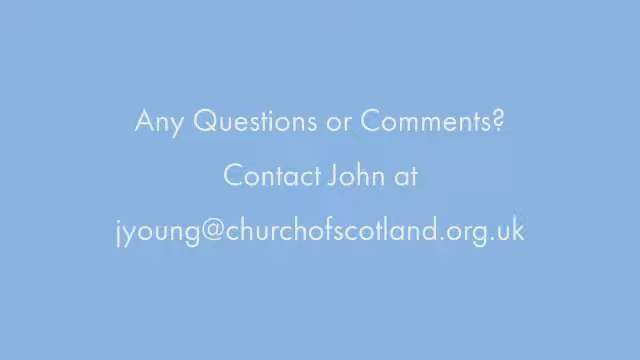 Any Questions or Comments?
Contact John at
jyoung@churchofscotland.org.uk